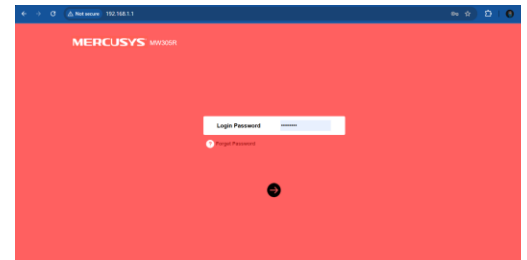 Not secure 192.168.1.1
MERCUSYS MW305R
Login Password ••••••••
? Forgot Password